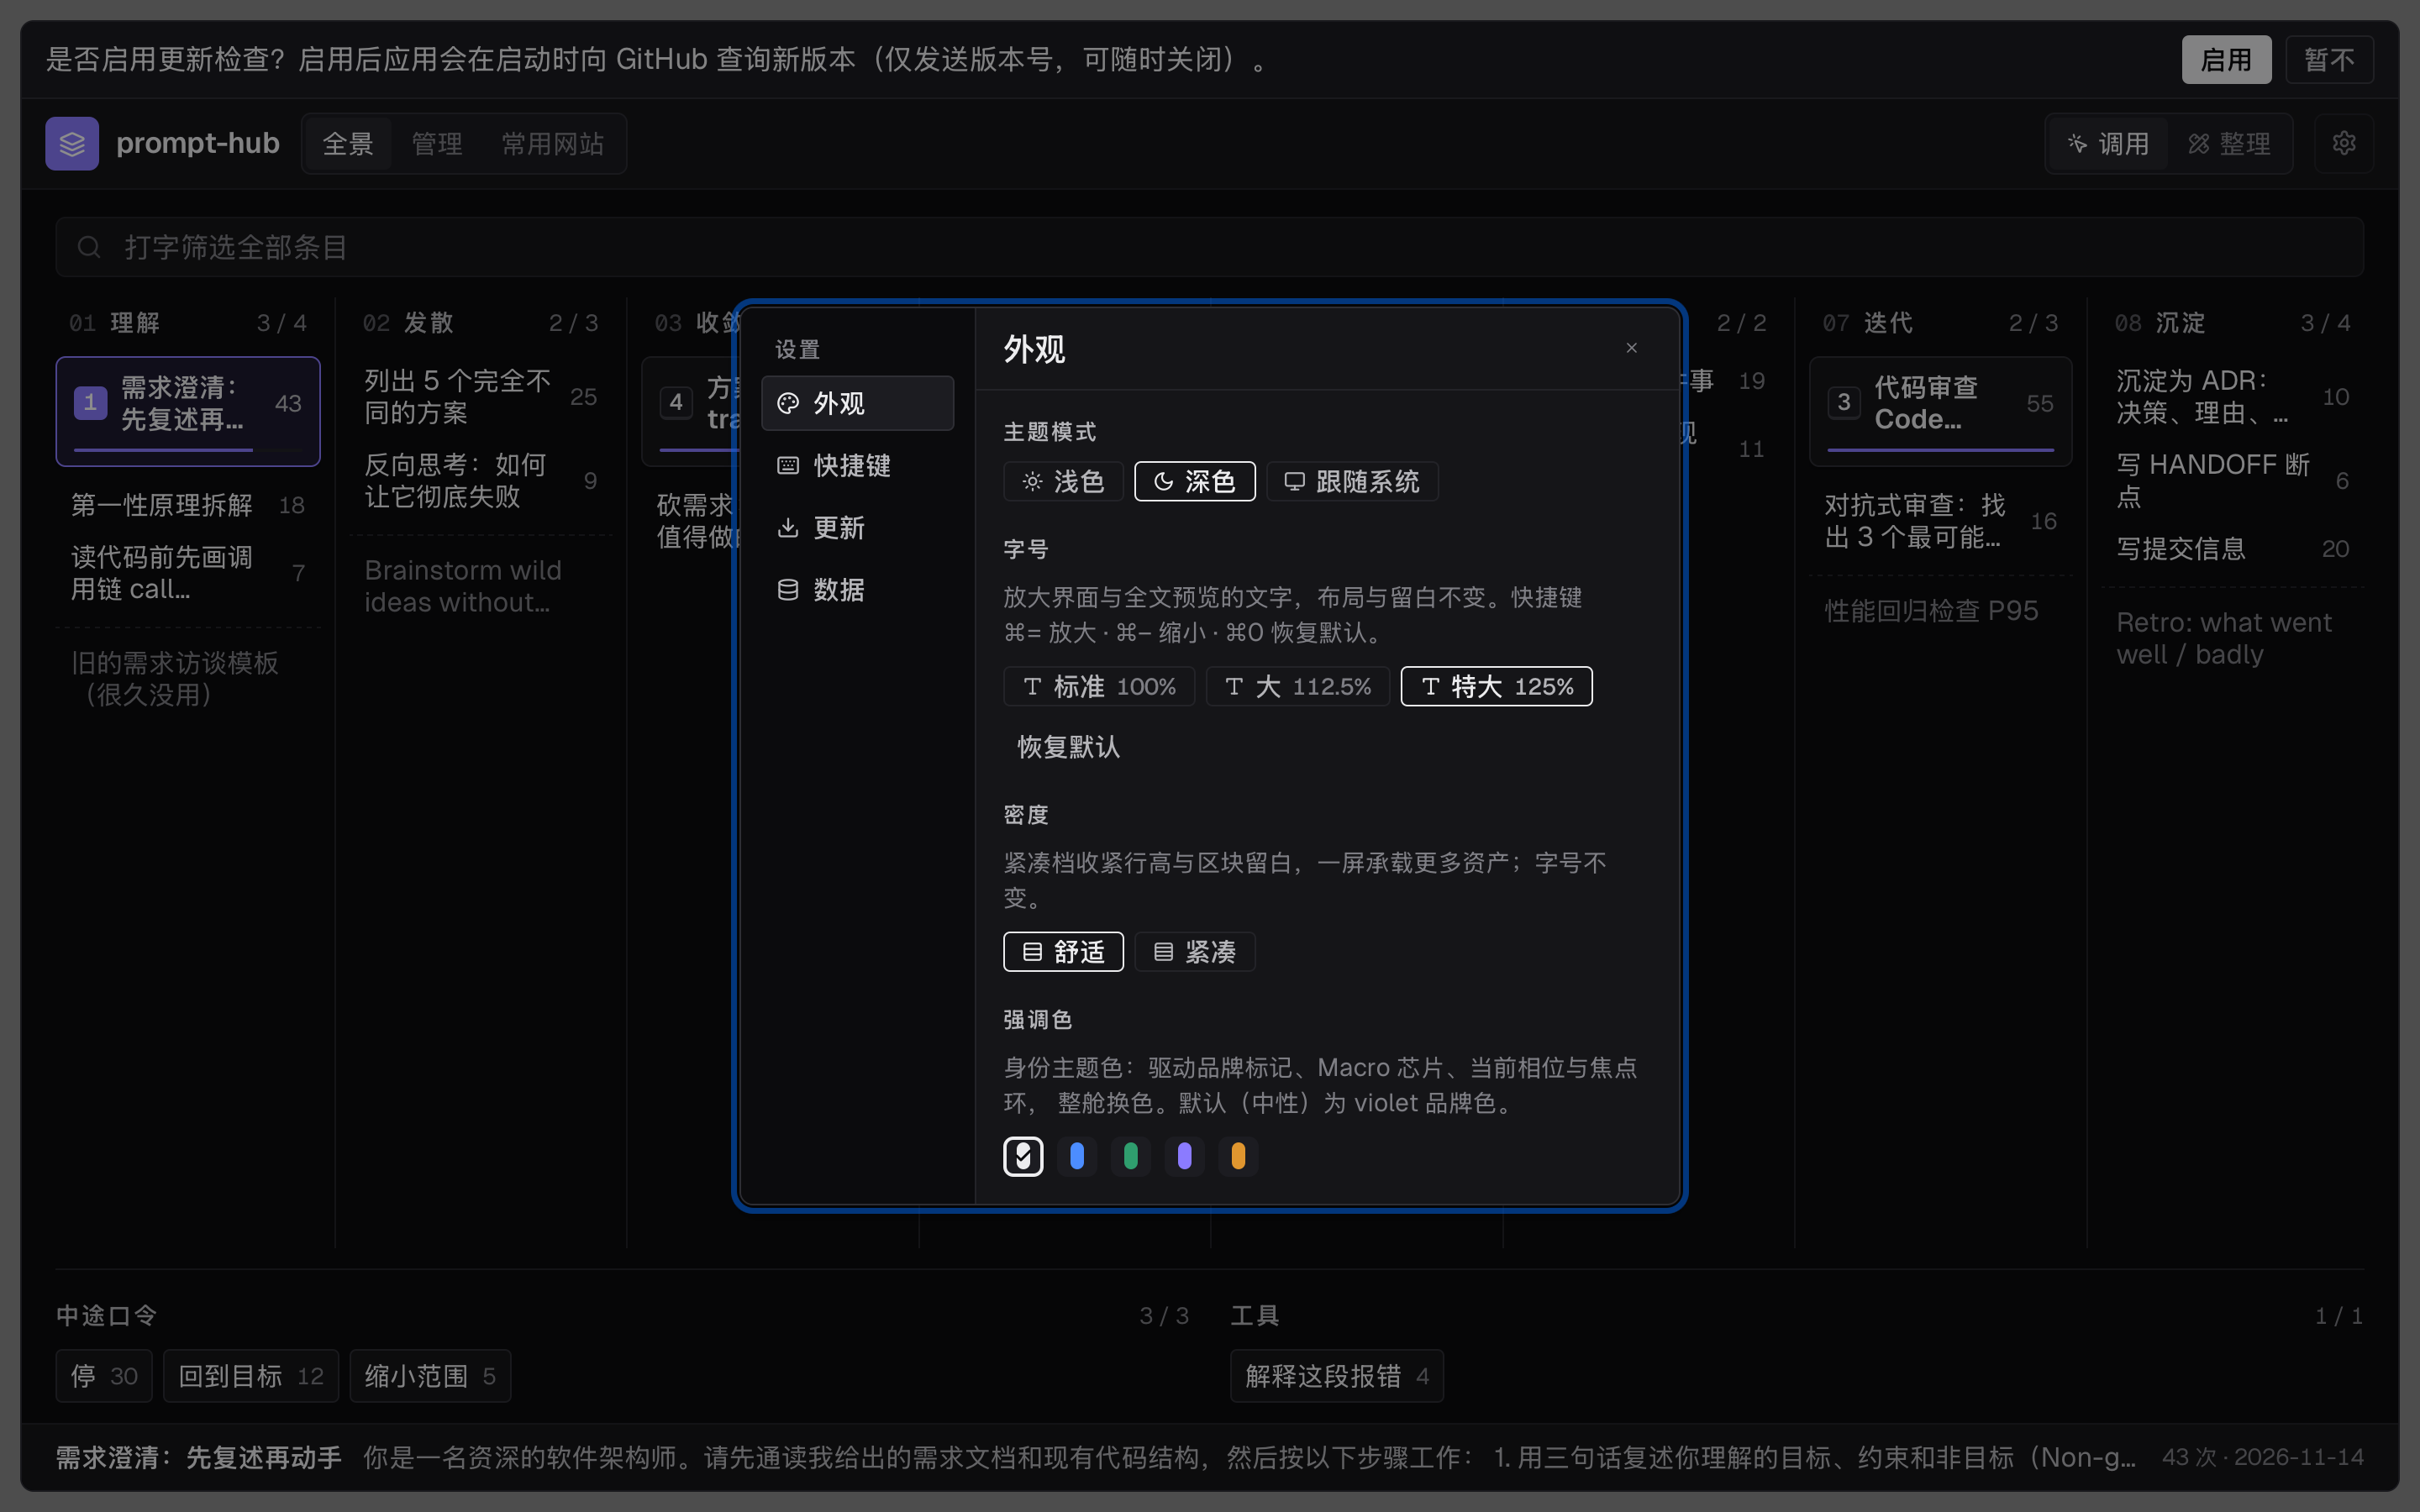 是否启用更新检查？启用后应用会在启动时向 GitHub 查询新版本（仅发送版本号，可随时关闭）。
启用
暂不
prompt-hub
全景
管理
常用网站
调用
整理
打字筛选全部条目
01 理解 3 / 4
1
需求澄清：
先复述再…
43
第一性原理拆解 18
读代码前先画调
用链 call…
7
旧的需求访谈模板
（很久没用）
02 发散 2 / 3
列出 5 个完全不
同的方案
25
反向思考：如何
让它彻底失败
9
Brainstorm wild
ideas without…
03 收敛
4
方案
tra
砍需求
值得做
2 / 2
事 19
现
11
07 迭代 2 / 3
3
代码审查
Code…
55
对抗式审查：找
出 3 个最可能…
16
性能回归检查 P95
08 沉淀 3 / 4
沉淀为 ADR：
决策、理由、…
10
写 HANDOFF 断
点
6
写提交信息 20
Retro: what went
well / badly
设置
外观
快捷键
更新
数据
外观
×
主题模式
浅色
深色
跟随系统
字号
放大界面与全文预览的文字，布局与留白不变。快捷键
⌘= 放大 · ⌘− 缩小 · ⌘0 恢复默认。
标准 100%
大 112.5%
特大 125%
恢复默认
密度
紧凑档收紧行高与区块留白，一屏承载更多资产；字号不
变。
舒适
紧凑
强调色
身份主题色：驱动品牌标记、Macro 芯片、当前相位与焦点
环， 整舱换色。默认（中性）为 violet 品牌色。
中途口令 3 / 3
停 30
回到目标 12
缩小范围 5
工具 1 / 1
解释这段报错 4
需求澄清：先复述再动手 你是一名资深的软件架构师。请先通读我给出的需求文档和现有代码结构，然后按以下步骤工作： 1. 用三句话复述你理解的目标、约束和非目标（Non-g… 43 次 · 2026-11-14